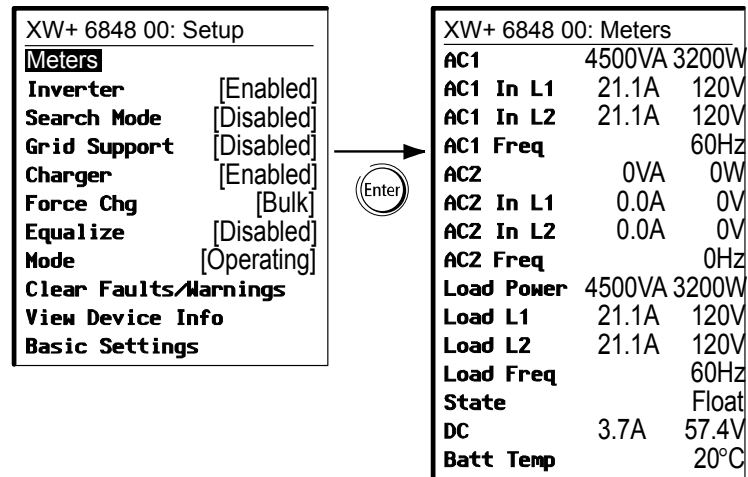 XW+ 6848 00: Setup
Meters
Inverter [Enabled]
Search Mode [Disabled]
Grid Support [Disabled]
Charger [Enabled]
Force Chg [Bulk]
Equalize [Disabled]
Mode [Operating]
Clear Faults/Warnings
View Device Info
Basic Settings
Enter
XW+ 6848 00: Meters
AC1 4500VA 3200W
AC1 In L1 21.1A 120V
AC1 In L2 21.1A 120V
AC1 Freq 60Hz
AC2 0VA 0W
AC2 In L1 0.0A 0V
AC2 In L2 0.0A 0V
AC2 Freq 0Hz
Load Power 4500VA 3200W
Load L1 21.1A 120V
Load L2 21.1A 120V
Load Freq 60Hz
State Float
DC 3.7A 57.4V
Batt Temp 20°C